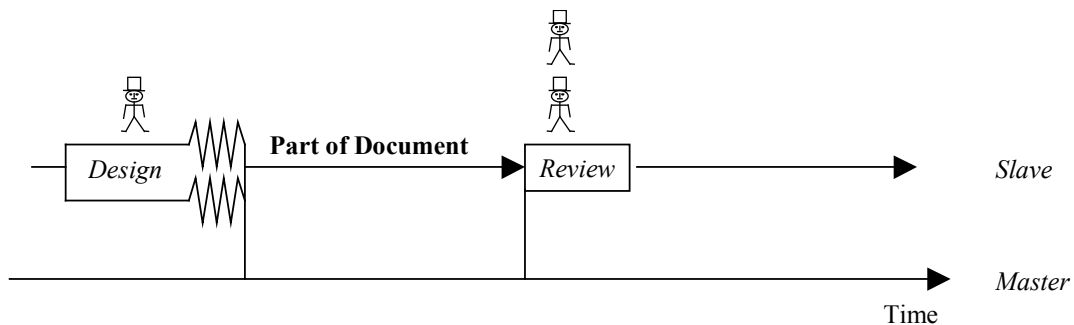 Part of Document
Design
Review
Slave
Master
Time